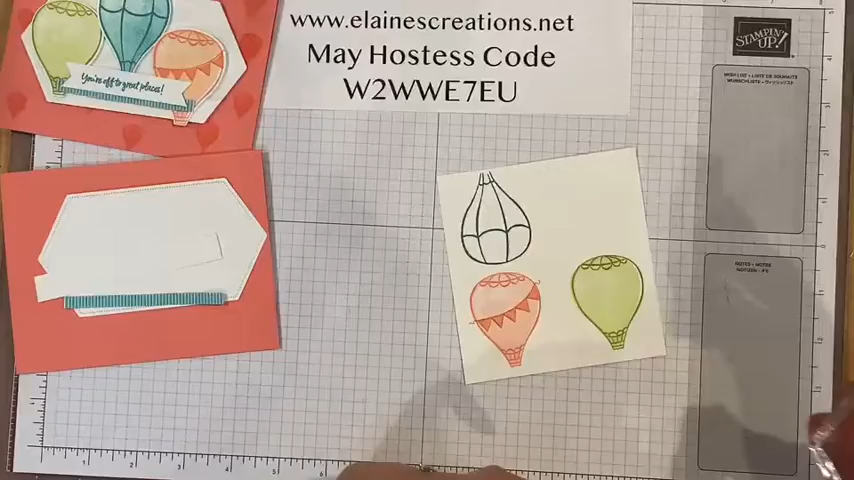 www.elainescreations.net
May Hostess Code
W2WWE7EU
STAMPIN' UP!
You're off to great places!